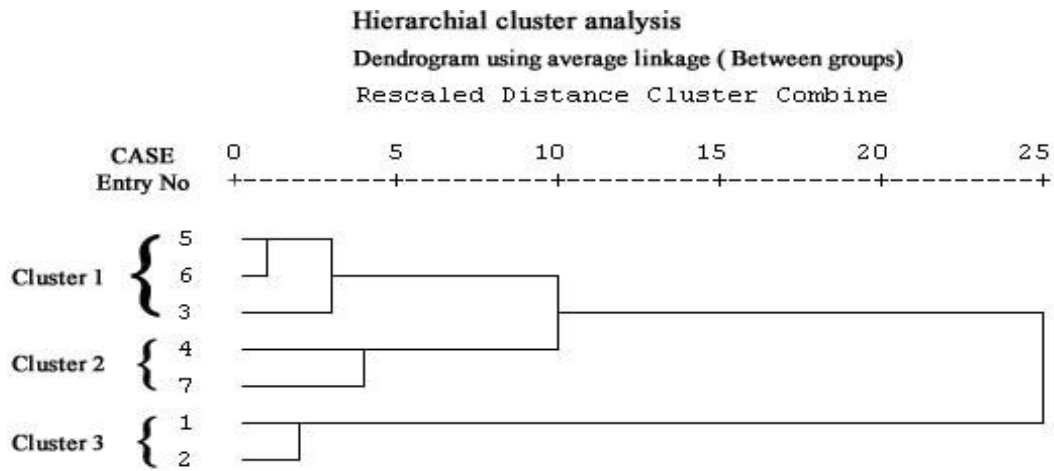 Hierarchial cluster analysis
Dendrogram using average linkage ( Between groups)
Rescaled Distance Cluster Combine
CASE 0 5 10 15 20 25
Entry No +---------+---------+---------+---------+---------+
5
Cluster 1 { 6
3
4
Cluster 2 {
7
1
Cluster 3 {
2